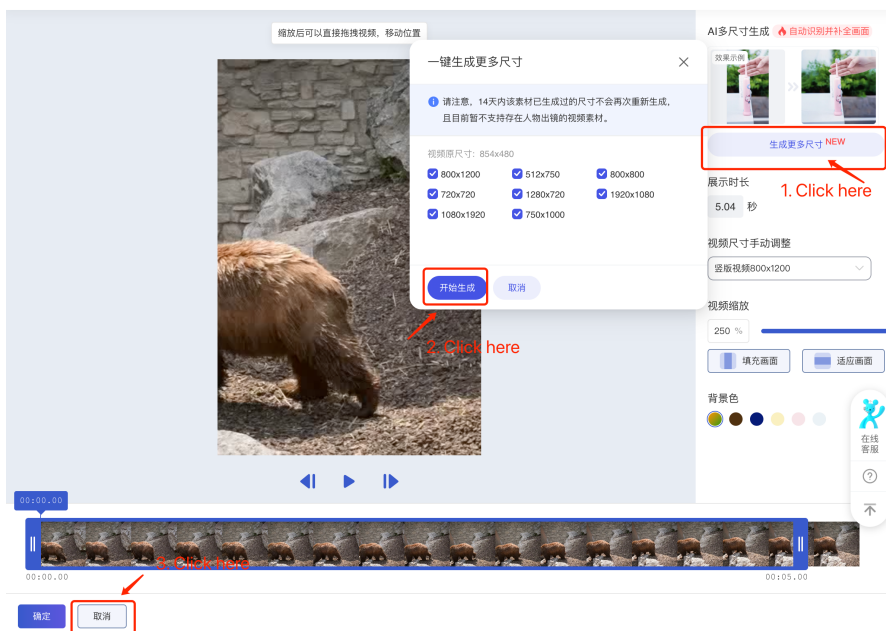 缩放后可以直接拖拽视频，移动位置
一键生成更多尺寸
请注意，14天内该素材已生成过的尺寸不会再次重新生成，
且目前暂不支持存在人物出镜的视频素材。
视频原尺寸：854x480
800x1200 512x750 800x800
720x720 1280x720 1920x1080
1080x1920 750x1000
开始生成 取消
2. Click here
AI多尺寸生成 自动识别并补全画面
效果示例
生成更多尺寸 NEW
1. Click here
展示时长
5.04 秒
视频尺寸手动调整
竖版视频800x1200
视频缩放
250 %
填充画面 适应画面
背景色
在线
客服
00:00.00
3. Click here
00:00.00 00:05.00
确定 取消